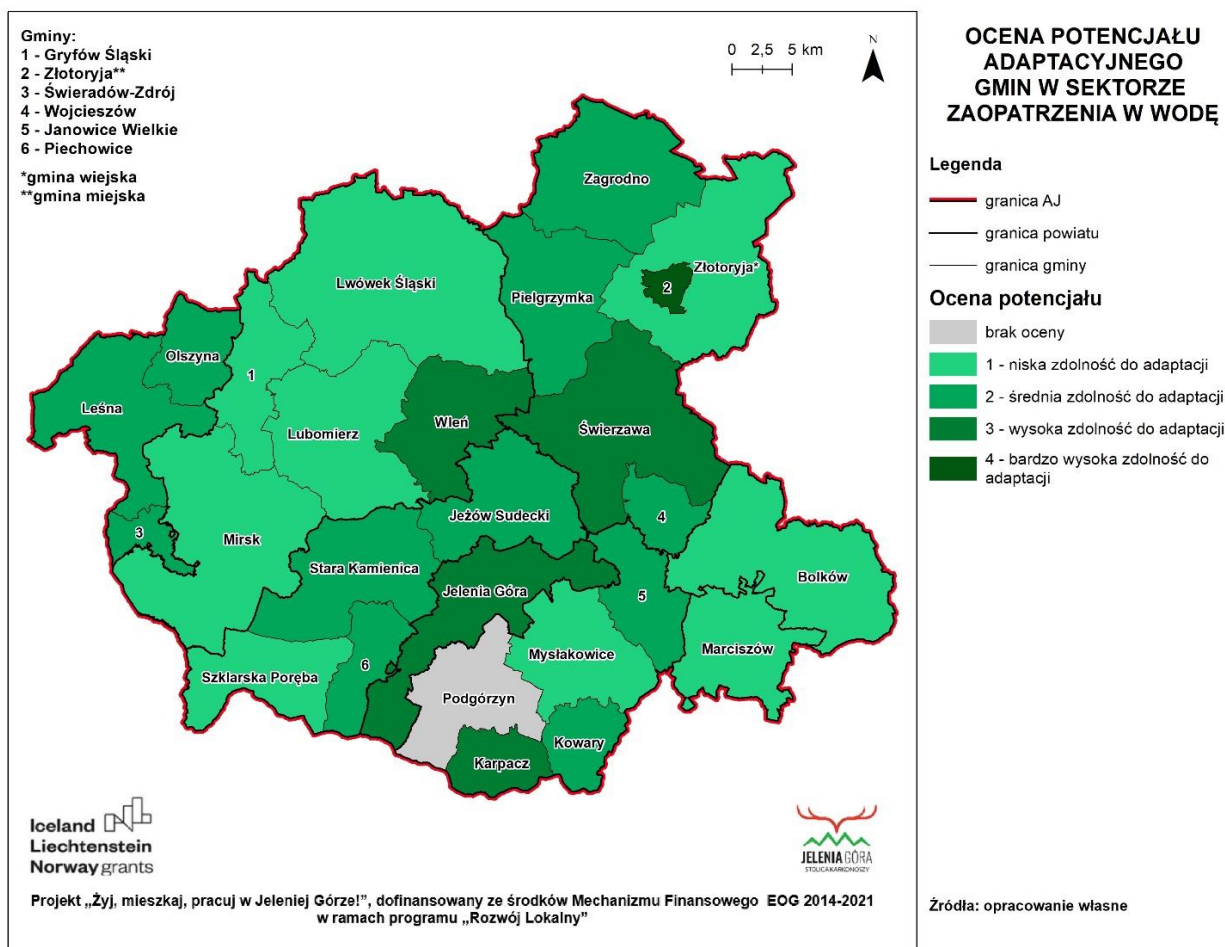 Gminy:
1 - Gryfów Śląski
2 - Złotoryja**
3 - Świeradów-Zdrój
4 - Wojcieszów
5 - Janowice Wielkie
6 - Piechowice
*gmina wiejska
**gmina miejska
0 2,5 5 km
N
Zagrodno
Złotoryja*
2
Lwówek Śląski
Pielgrzymka
Olszyna
1
Leśna
Lubomierz
Wleń
Świerzawa
3
Mirsk
Jeżów Sudecki
4
Stara Kamienica
Bolków
Jelenia Góra
5
Marciszów
Mysłakowice
6
Szklarska Poręba
Podgórzyn
Kowary
Karpacz
Iceland
Liechtenstein
Norway grants
JELENIA GÓRA
STOLICA KARKONOSZY
Projekt „Żyj, mieszkaj, pracuj w Jeleniej Górze!”, dofinansowany ze środków Mechanizmu Finansowego EOG 2014-2021
w ramach programu „Rozwój Lokalny”
OCENA POTENCJAŁU
ADAPTACYJNEGO
GMIN W SEKTORZE
ZAOPATRZENIA W WODĘ
Legenda
granica AJ
granica powiatu
granica gminy
Ocena potencjału
brak oceny
1 - niska zdolność do adaptacji
2 - średnia zdolność do adaptacji
3 - wysoka zdolność do adaptacji
4 - bardzo wysoka zdolność do
adaptacji
Źródła: opracowanie własne